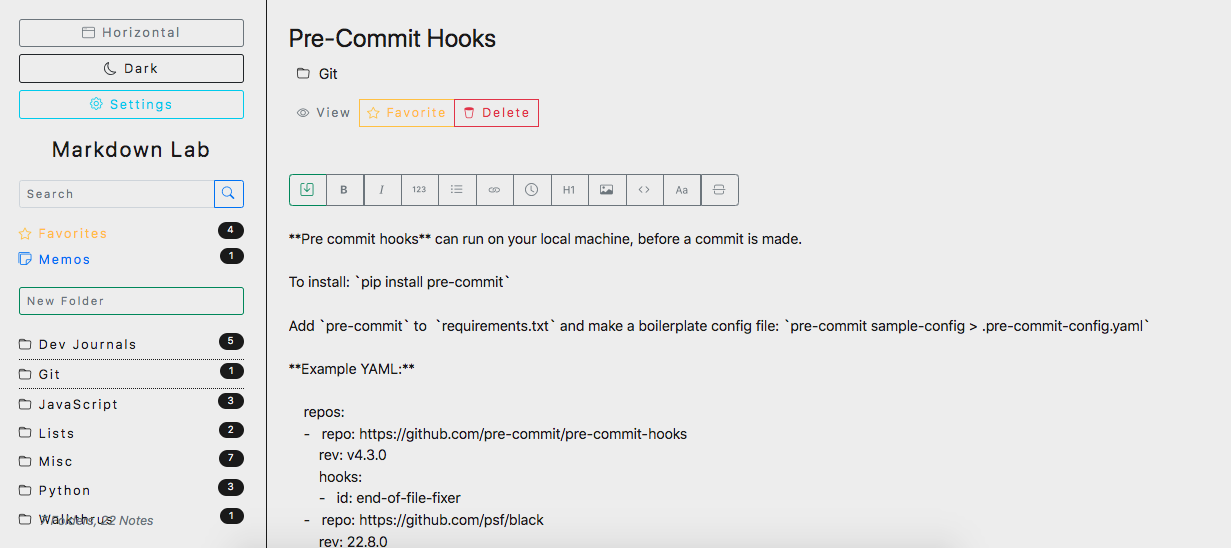 Horizontal
Dark
Settings
Markdown Lab
Search
Favorites 4
Memos 1
New Folder
Dev Journals 5
Git 1
JavaScript 3
Lists 2
Misc 7
Python 3
Walkthrus 1
7 Folders, 22 Notes
Pre-Commit Hooks
Git
View Favorite Delete
B I 123 H1 <> Aa
**Pre commit hooks** can run on your local machine, before a commit is made.
To install: `pip install pre-commit`
Add `pre-commit` to `requirements.txt` and make a boilerplate config file: `pre-commit sample-config > .pre-commit-config.yaml`
**Example YAML:**
repos:
- repo: https://github.com/pre-commit/pre-commit-hooks
rev: v4.3.0
hooks:
- id: end-of-file-fixer
- repo: https://github.com/psf/black
rev: 22.8.0